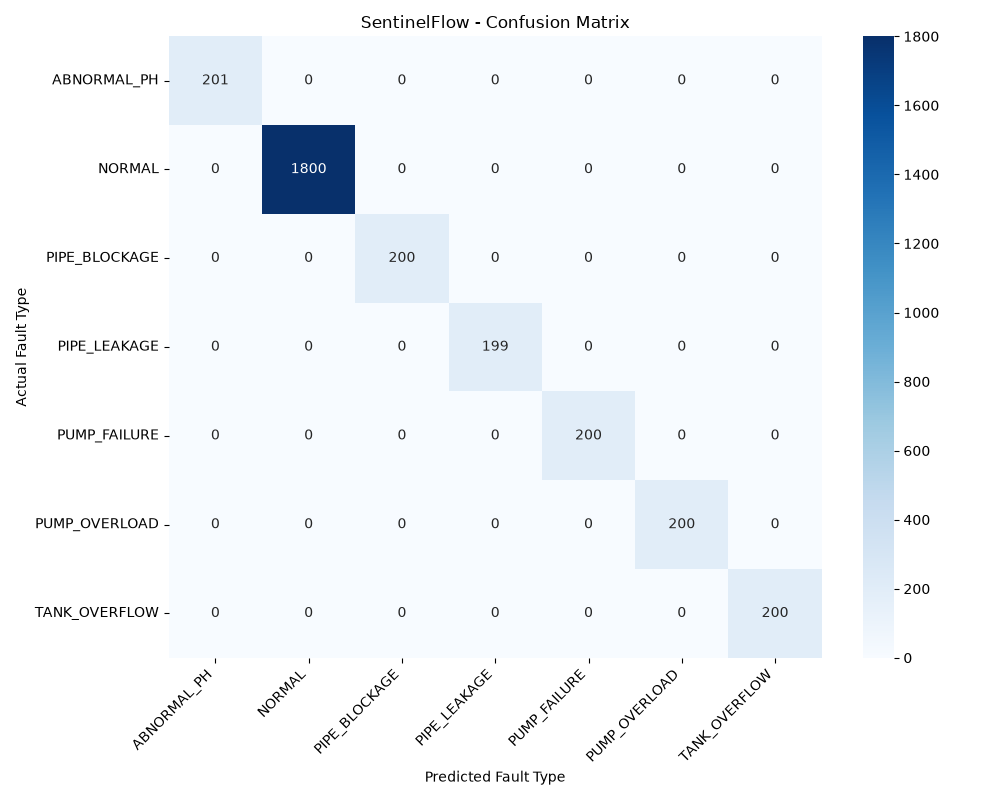 SentinelFlow - Confusion Matrix
Actual Fault Type
ABNORMAL_PH 201 0 0 0 0 0 0
NORMAL 0 1800 0 0 0 0 0
PIPE_BLOCKAGE 0 0 200 0 0 0 0
PIPE_LEAKAGE 0 0 0 199 0 0 0
PUMP_FAILURE 0 0 0 0 200 0 0
PUMP_OVERLOAD 0 0 0 0 0 200 0
TANK_OVERFLOW 0 0 0 0 0 0 200
ABNORMAL_PH
NORMAL
PIPE_BLOCKAGE
PIPE_LEAKAGE
PUMP_FAILURE
PUMP_OVERLOAD
TANK_OVERFLOW
Predicted Fault Type
1800
1600
1400
1200
1000
800
600
400
200
0